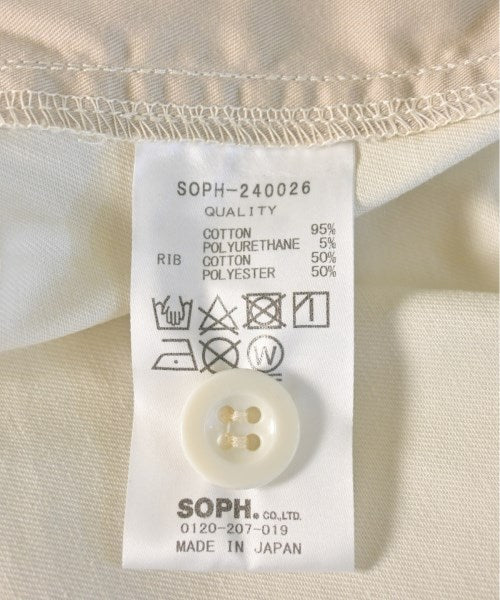 SOPH-240026
QUALITY
COTTON 95%
POLYURETHANE 5%
RIB COTTON 50%
POLYESTER 50%
W
SOPH. CO.,LTD.
0120-207-019
MADE IN JAPAN